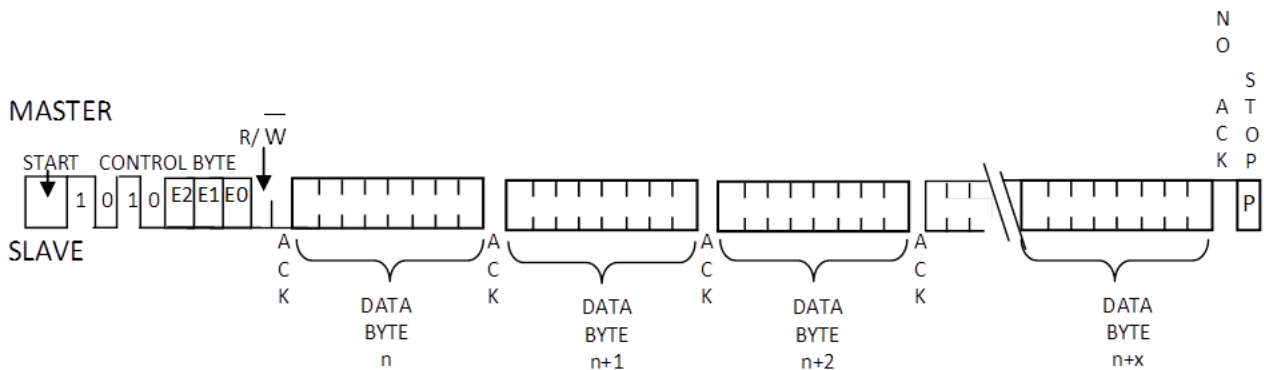 NO ACK
STOP
MASTER
R/W
START CONTROL BYTE
1 0 1 0 E2 E1 E0
P
SLAVE
ACK ACK ACK ACK
DATA BYTE n
DATA BYTE n+1
DATA BYTE n+2
DATA BYTE n+x